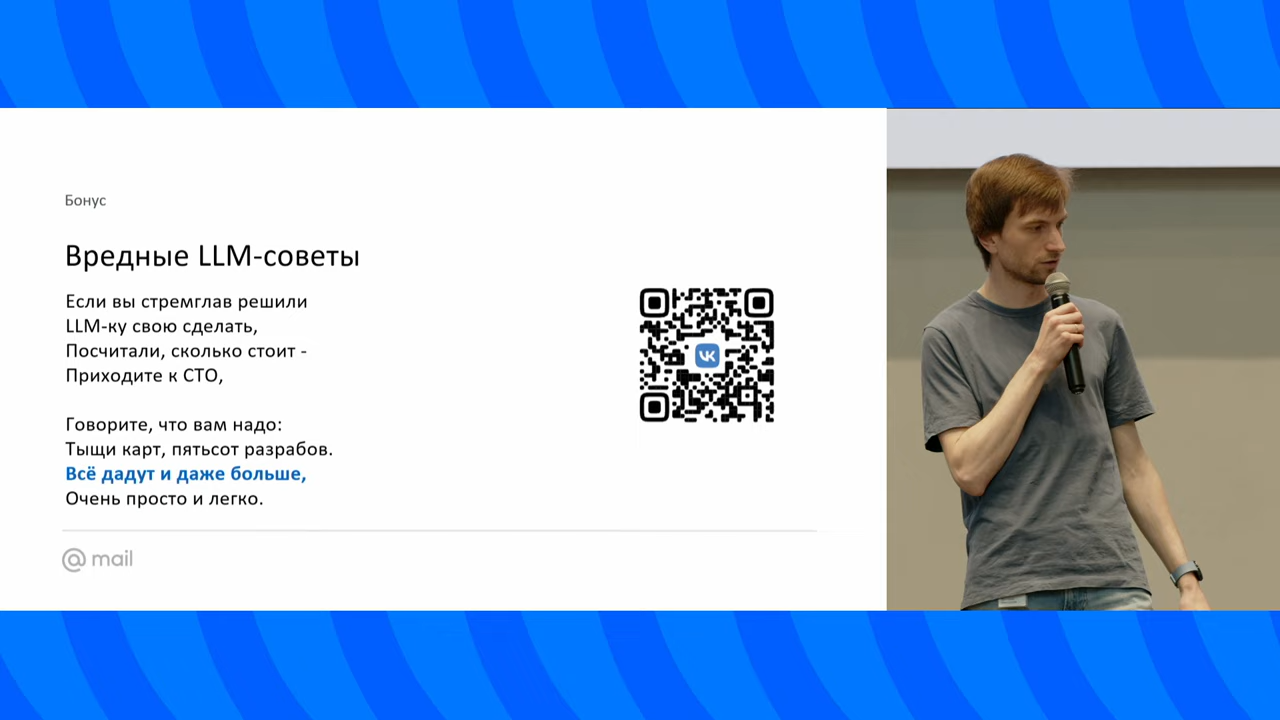 Бонус
Вредные LLM-советы
Если вы стремглав решили
LLM-ку свою сделать,
Посчитали, сколько стоит -
Приходите к СТО,
Говорите, что вам надо:
Тыщи карт, пятьсот разрабов.
Всё дадут и даже больше,
Очень просто и легко.
@mail